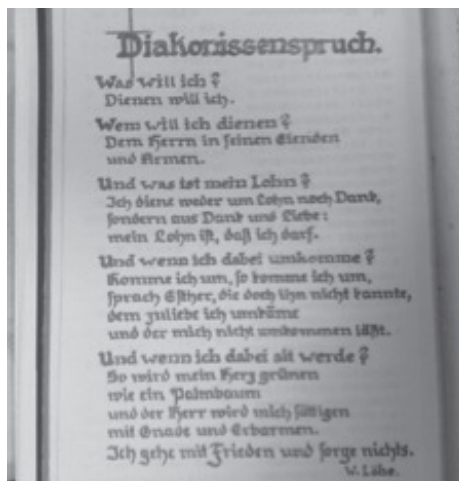 Diakonissenspruch.
Was will ich?
Dienen will ich.
Wem will ich dienen?
Dem Herrn in seinen Elenden
und Armen.
Und was ist mein Lohn?
Ich diene weder um Lohn noch Dank,
sondern aus Dank und Liebe:
mein Lohn ist, daß ich darf.
Und wenn ich dabei umkomme?
Komme ich um, so komme ich um,
sprach Esther, die doch ihn nicht kannte,
dem zuliebe ich umkäme
und der mich nicht umkommen läßt.
Und wenn ich dabei alt werde?
So wird mein Herz grünen
wie ein Palmbaum
und der Herr wird mich sättigen
mit Gnade und Erbarmen.
Ich gehe mit Frieden und sorge nichts.
W. Löhe.